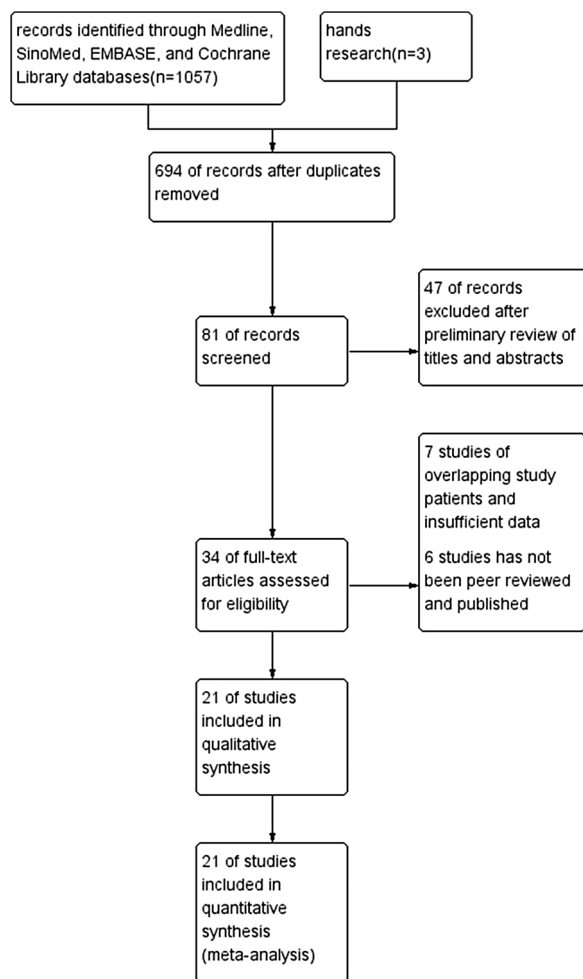 records identified through Medline,
SinoMed, EMBASE, and Cochrane
Library databases(n=1057)
hands
research(n=3)
694 of records after duplicates
removed
81 of records
screened
47 of records
excluded after
preliminary review of
titles and abstracts
34 of full-text
articles assessed
for eligibility
7 studies of
overlapping study
patients and
insufficient data
6 studies has not
been peer reviewed
and published
21 of studies
included in
qualitative
synthesis
21 of studies
included in
quantitative
synthesis
(meta-analysis)